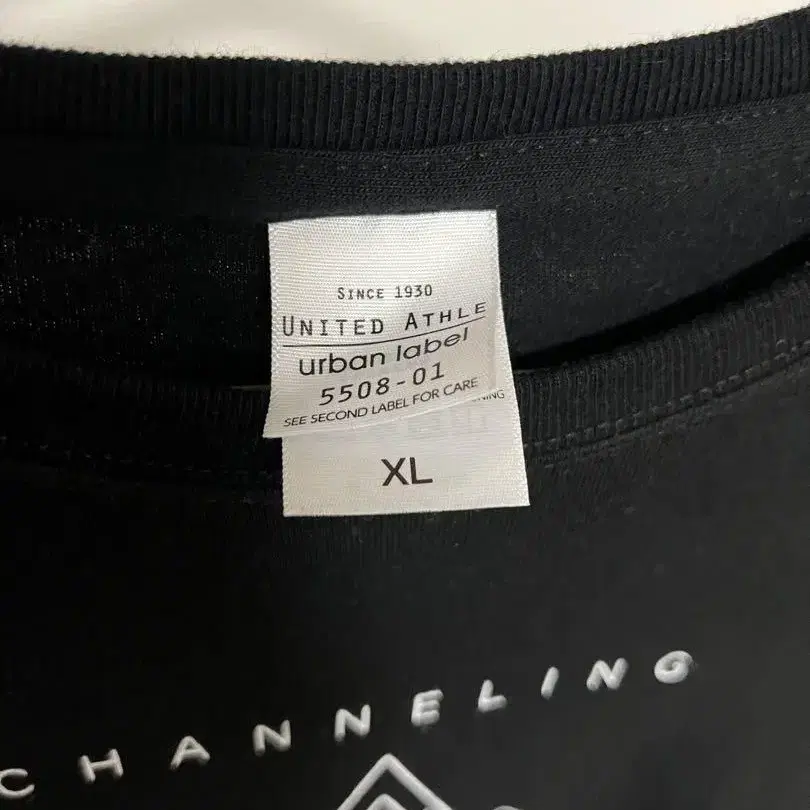 SINCE 1930
UNITED ATHLE
urban label
5508-01
SEE SECOND LABEL FOR CARE
XL
CHANNELING